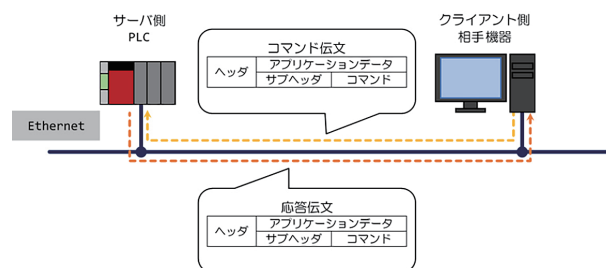 サーバ側
PLC
クライアント側
相手機器
コマンド伝文
ヘッダ
アプリケーションデータ
サブヘッダ
コマンド
Ethernet
応答伝文
ヘッダ
アプリケーションデータ
サブヘッダ
コマンド